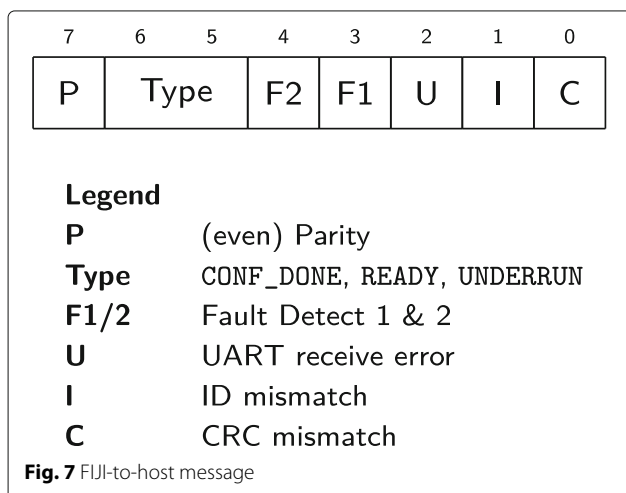 7 6 5 4 3 2 1 0
P Type F2 F1 U I C
Legend
P (even) Parity
Type CONF_DONE, READY, UNDERRUN
F1/2 Fault Detect 1 & 2
U UART receive error
I ID mismatch
C CRC mismatch
Fig. 7 FIJI-to-host message